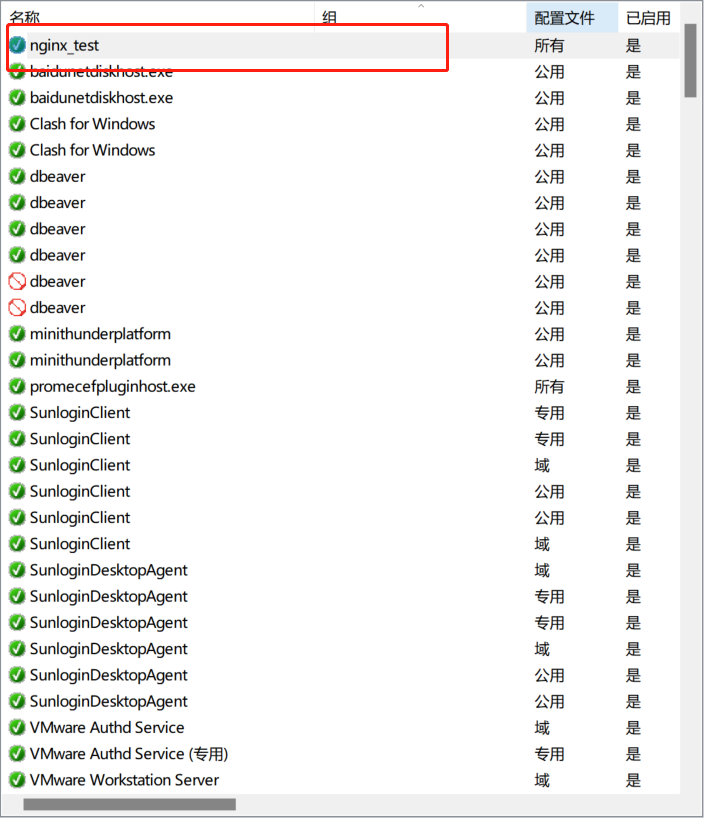 名称 组 配置文件 已启用
nginx_test 所有 是
baidunetdiskhost.exe 公用 是
baidunetdiskhost.exe 公用 是
Clash for Windows 公用 是
Clash for Windows 公用 是
dbeaver 公用 是
dbeaver 公用 是
dbeaver 公用 是
dbeaver 公用 是
dbeaver 公用 是
dbeaver 公用 是
minithunderplatform 公用 是
minithunderplatform 公用 是
promecefpluginhost.exe 所有 是
SunloginClient 专用 是
SunloginClient 专用 是
SunloginClient 域 是
SunloginClient 公用 是
SunloginClient 公用 是
SunloginClient 域 是
SunloginDesktopAgent 域 是
SunloginDesktopAgent 专用 是
SunloginDesktopAgent 专用 是
SunloginDesktopAgent 域 是
SunloginDesktopAgent 公用 是
SunloginDesktopAgent 公用 是
VMware Authd Service 域 是
VMware Authd Service (专用) 专用 是
VMware Workstation Server 域 是